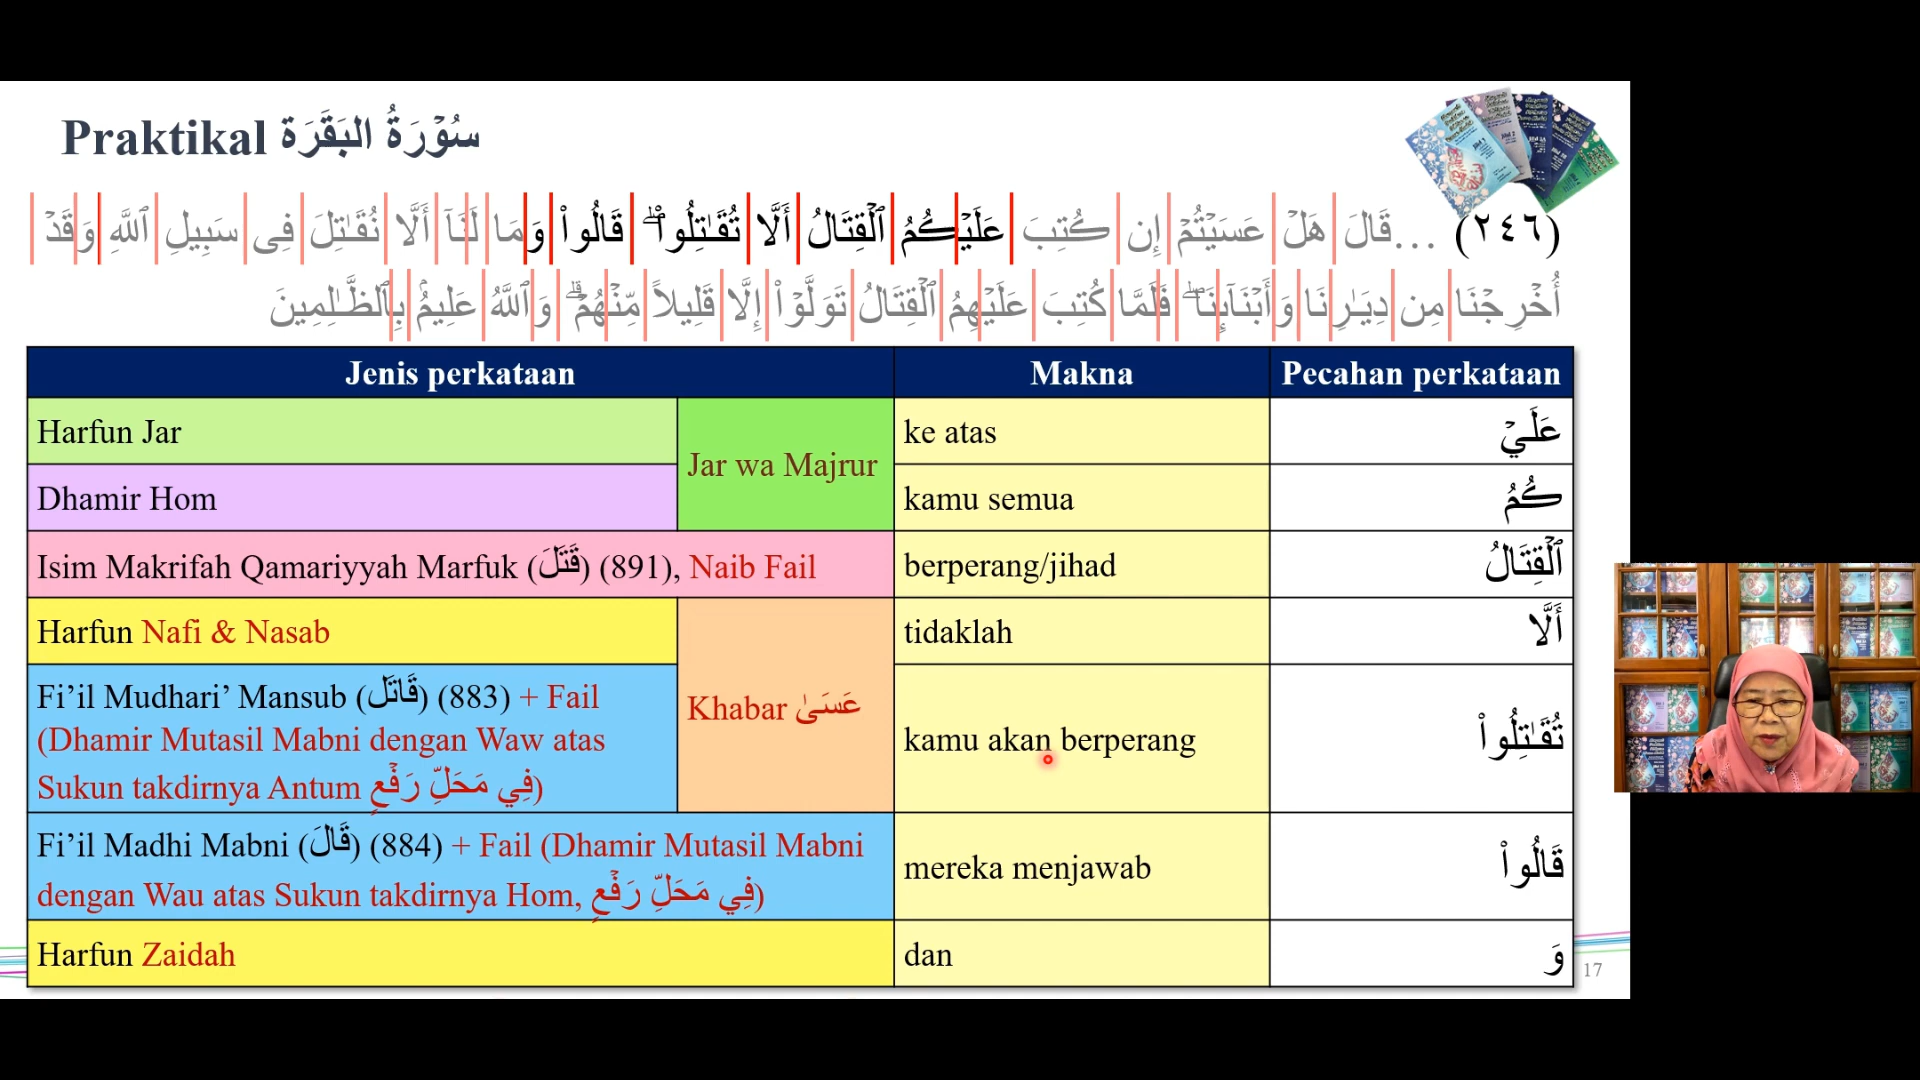 Praktikal سُوْرَةُ البَقَرَة
(٢٤٦) ...قَالَ هَلْ عَسَيْتُمْ إِن كُتِبَ عَلَيْكُمُ ٱلْقِتَالُ أَلَّا تُقَـٰتِلُوا۟ ۖ قَالُوا۟ وَمَا لَنَآ أَلَّا نُقَـٰتِلَ فِى سَبِيلِ ٱللَّهِ وَقَدْ
أُخْرِجْنَا مِن دِيَـٰرِنَا وَأَبْنَآئِنَا ۖ فَلَمَّا كُتِبَ عَلَيْهِمُ ٱلْقِتَالُ تَوَلَّوْا۟ إِلَّا قَلِيلًا مِّنْهُمْ ۗ وَٱللَّهُ عَلِيمٌۢ بِٱلظَّـٰلِمِينَ
Jenis perkataan Makna Pecahan perkataan
Harfun Jar Jar wa Majrur ke atas عَلَيْ
Dhamir Hom kamu semua كُمُ
Isim Makrifah Qamariyyah Marfuk (قَتَلَ) (891), Naib Fail berperang/jihad ٱلْقِتَالُ
Harfun Nafi & Nasab tidaklah أَلَّا
Fi’il Mudhari’ Mansub (قَاتَلَ) (883) + Fail
(Dhamir Mutasil Mabni dengan Waw atas
Sukun takdirnya Antum فِي مَحَلِّ رَفْعٍ)
Khabar عَسَىٰ kamu akan berperang تُقَـٰتِلُوا۟
Fi’il Madhi Mabni (قَالَ) (884) + Fail (Dhamir Mutasil Mabni
dengan Wau atas Sukun takdirnya Hom, فِي مَحَلِّ رَفْعٍ)
mereka menjawab قَالُوا۟
Harfun Zaidah dan وَ
17